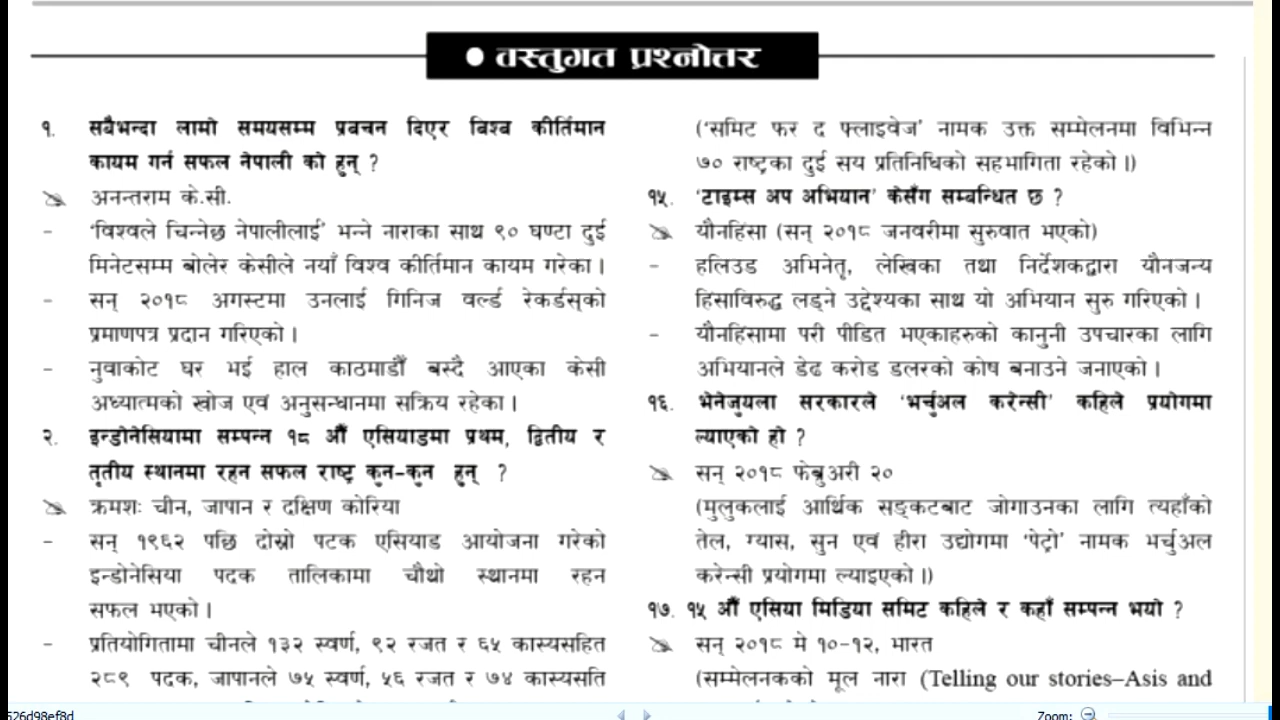 ● वस्तुगत प्रश्नोत्तर
१. सबैभन्दा लामो समयसम्म प्रबचन दिएर बिश्ब कीर्तिमान
कायम गर्न सफल नेपाली को हुन् ?
अनन्तराम के.सी.
- 'विश्वले चिन्नेछ नेपालीलाई' भन्ने नाराका साथ ९० घण्टा दुई
मिनेटसम्म बोलेर केसीले नयाँ विश्व कीर्तिमान कायम गरेका ।
- सन् २०१८ अगस्टमा उनलाई गिनिज वर्ल्ड रेकर्डस्को
प्रमाणपत्र प्रदान गरिएको ।
- नुवाकोट घर भई हाल काठमाडौँ बस्दै आएका केसी
अध्यात्मको खोज एवं अनुसन्धानमा सक्रिय रहेका ।
२. इन्डोनेसियामा सम्पन्न १८ औँ एसियाडमा प्रथम, द्वितीय र
तृतीय स्थानमा रहन सफल राष्ट्र कुन-कुन हुन् ?
क्रमशः चीन, जापान र दक्षिण कोरिया
- सन् १९६२ पछि दोस्रो पटक एसियाड आयोजना गरेको
इन्डोनेसिया पदक तालिकामा चौथो स्थानमा रहन
सफल भएको ।
- प्रतियोगितामा चीनले १३२ स्वर्ण, ९२ रजत र ६५ कास्यसहित
२८९ पदक, जापानले ७५ स्वर्ण, ५६ रजत र ७४ कास्यसति
('समिट फर द फ्लाइवेज' नामक उक्त सम्मेलनमा विभिन्न
७० राष्ट्रका दुई सय प्रतिनिधिको सहभागिता रहेको ।)
१५. 'टाइम्स अप अभियान' केसँग सम्बन्धित छ ?
यौनहिंसा (सन् २०१८ जनवरीमा सुरुवात भएको)
- हलिउड अभिनेतृ, लेखिका तथा निर्देशकद्वारा यौनजन्य
हिंसाविरुद्ध लड्ने उद्देश्यका साथ यो अभियान सुरु गरिएको ।
- यौनहिंसामा परी पीडित भएकाहरुको कानुनी उपचारका लागि
अभियानले डेढ करोड डलरको कोष बनाउने जनाएको ।
१६. भेनेजुयला सरकारले 'भर्चुअल करेन्सी' कहिले प्रयोगमा
ल्याएको हो ?
सन् २०१८ फेब्रुअरी २०
(मुलुकलाई आर्थिक सङ्कटबाट जोगाउनका लागि त्यहाँको
तेल, ग्यास, सुन एवं हीरा उद्योगमा 'पेट्रो' नामक भर्चुअल
करेन्सी प्रयोगमा ल्याइएको ।)
१७. १५ औँ एसिया मिडिया समिट कहिले र कहाँ सम्पन्न भयो ?
सन् २०१८ मे १०-१२, भारत
(सम्मेलनकको मूल नारा (Telling our stories–Asis and
526d98ef8d
Zoom: